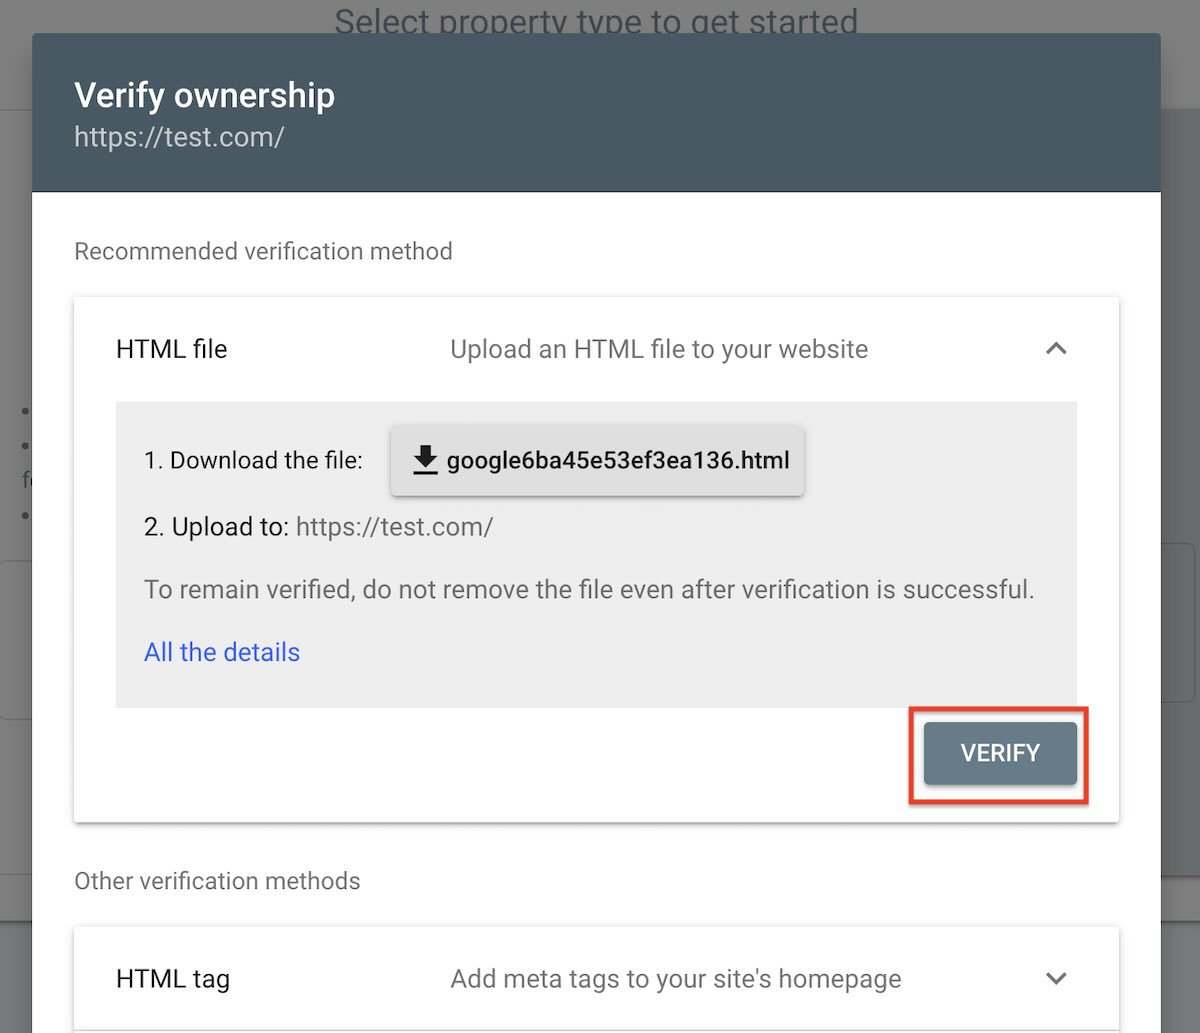 Select property type to get started
Verify ownership
https://test.com/
Recommended verification method
HTML file Upload an HTML file to your website
1. Download the file: google6ba45e53ef3ea136.html
2. Upload to: https://test.com/
To remain verified, do not remove the file even after verification is successful.
All the details
VERIFY
Other verification methods
HTML tag Add meta tags to your site's homepage